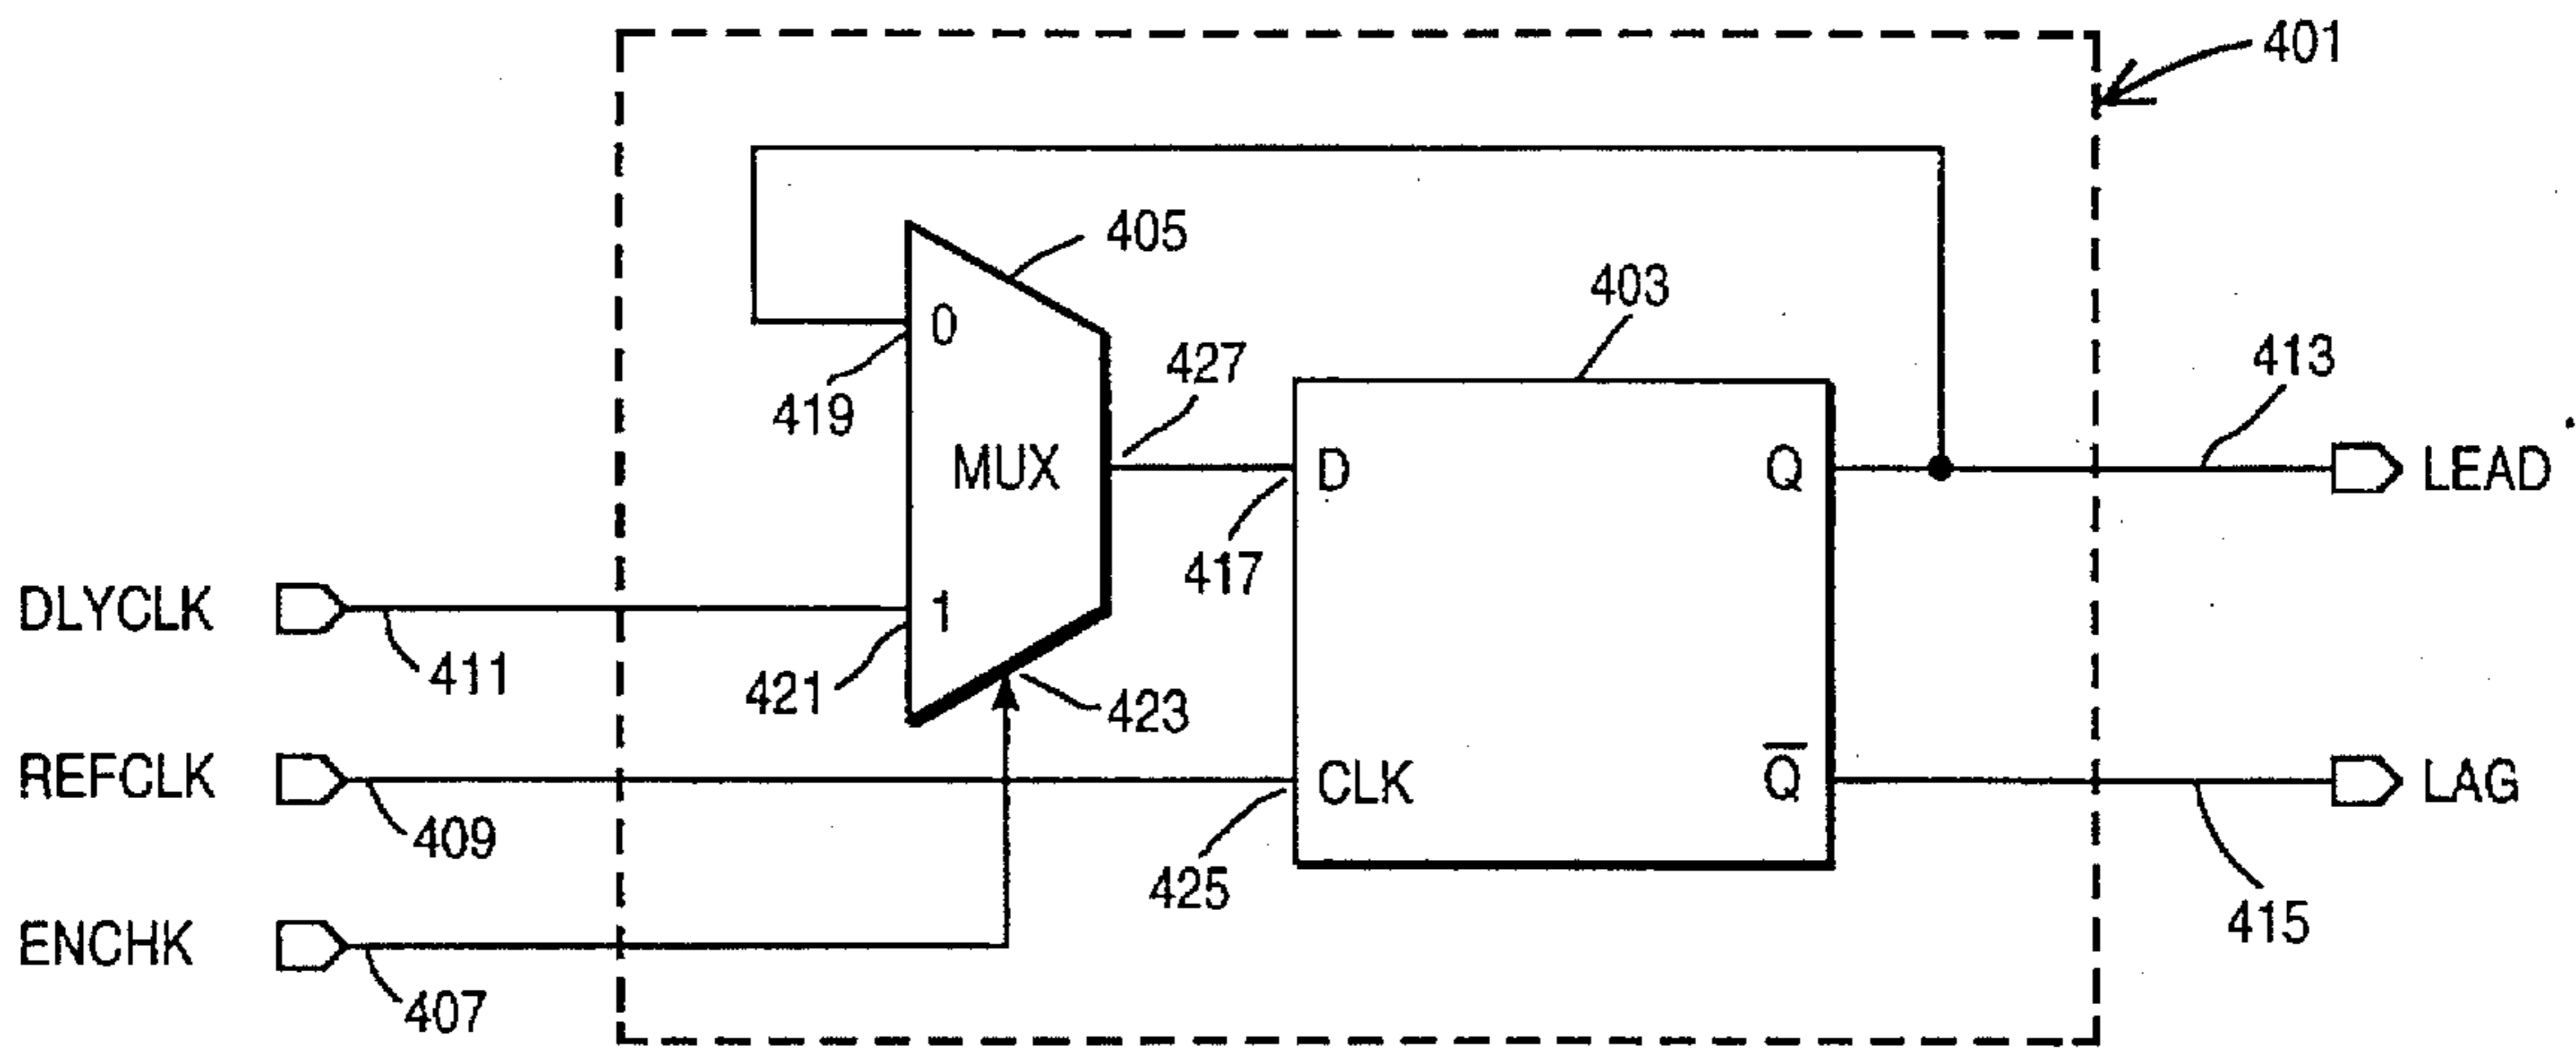 401
405
403
0
427
413
419
MUX
D
Q
LEAD
417
DLYCLK
1
411
421
423
REFCLK
CLK
Q̅
LAG
409
425
ENCHK
415
407